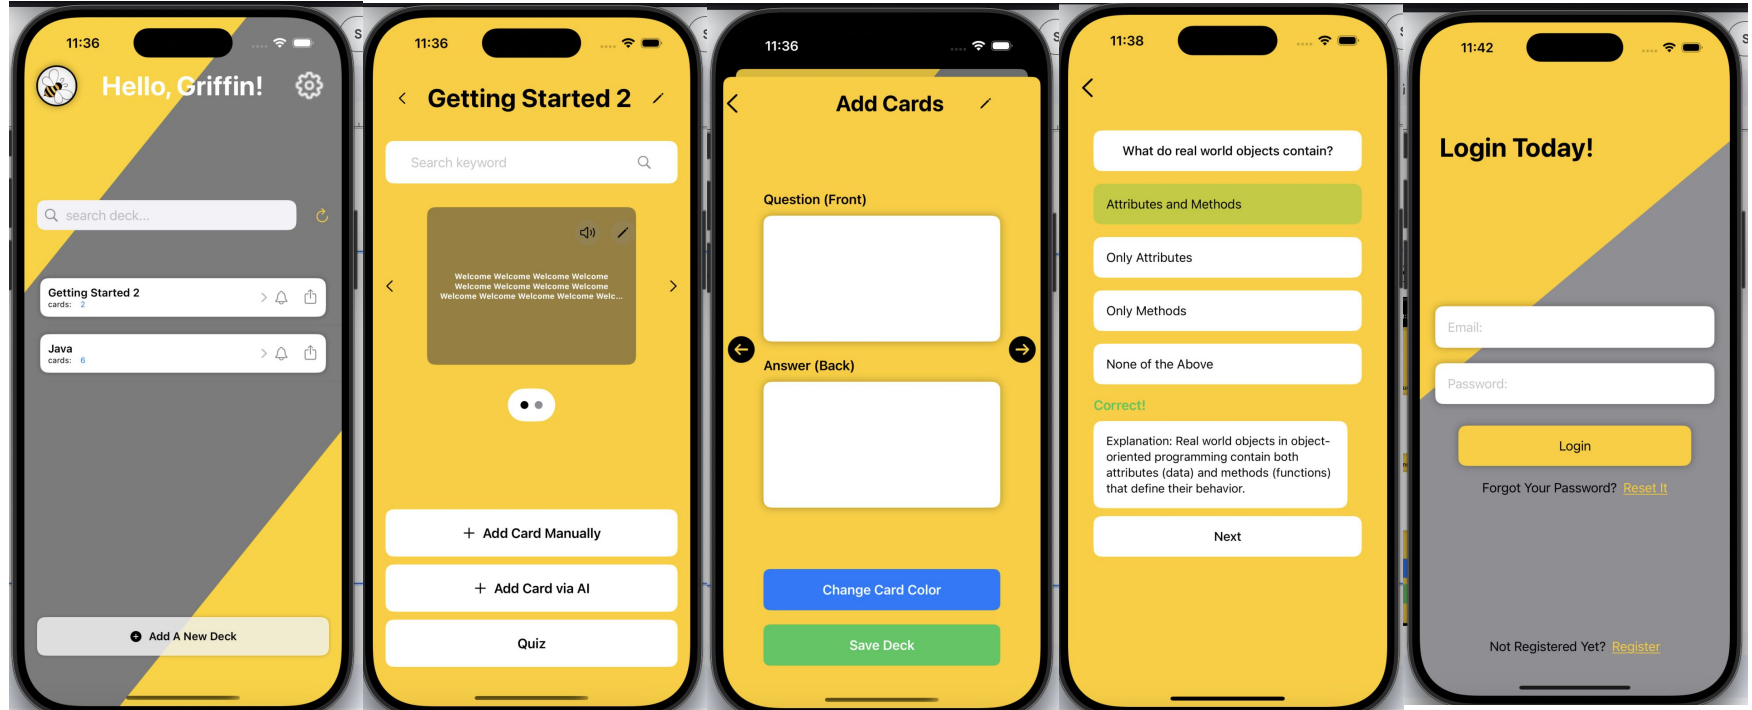 11:36
Hello, Griffin!
search deck...
Getting Started 2
cards: 2
Java
cards: 6
Add A New Deck
11:36
Getting Started 2
Search keyword
Welcome Welcome Welcome Welcome
Welcome Welcome Welcome Welcome
Welcome Welcome Welcome Welcome Welc...
+ Add Card Manually
+ Add Card via AI
Quiz
11:36
Add Cards
Question (Front)
Answer (Back)
Change Card Color
Save Deck
11:38
What do real world objects contain?
Attributes and Methods
Only Attributes
Only Methods
None of the Above
Correct!
Explanation: Real world objects in object-
oriented programming contain both
attributes (data) and methods (functions)
that define their behavior.
Next
11:42
Login Today!
Email:
Password:
Login
Forgot Your Password? Reset It
Not Registered Yet? Register